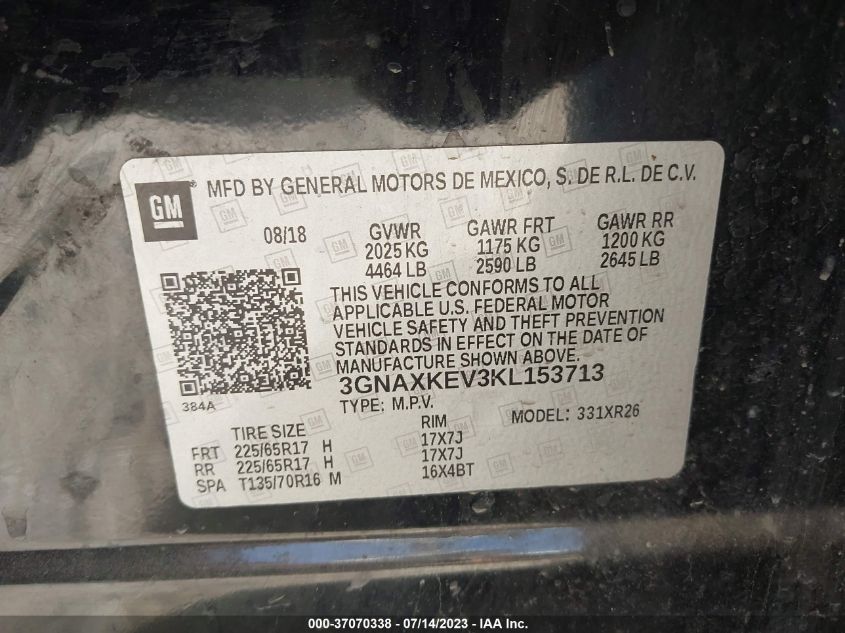 GM
MFD BY GENERAL MOTORS DE MEXICO, S. DE R.L. DE C.V.
08/18 GVWR GAWR FRT GAWR RR
2025 KG 1175 KG 1200 KG
4464 LB 2590 LB 2645 LB
THIS VEHICLE CONFORMS TO ALL
APPLICABLE U.S. FEDERAL MOTOR
VEHICLE SAFETY AND THEFT PREVENTION
STANDARDS IN EFFECT ON THE DATE OF
MANUFACTURE SHOWN ABOVE.
3GNAXKEV3KL153713
384A
TYPE: M.P.V. MODEL: 331XR26
TIRE SIZE RIM
FRT 225/65R17 H 17X7J
RR 225/65R17 H 17X7J
SPA T135/70R16 M 16X4BT
000-37070338 - 07/14/2023 - IAA Inc.